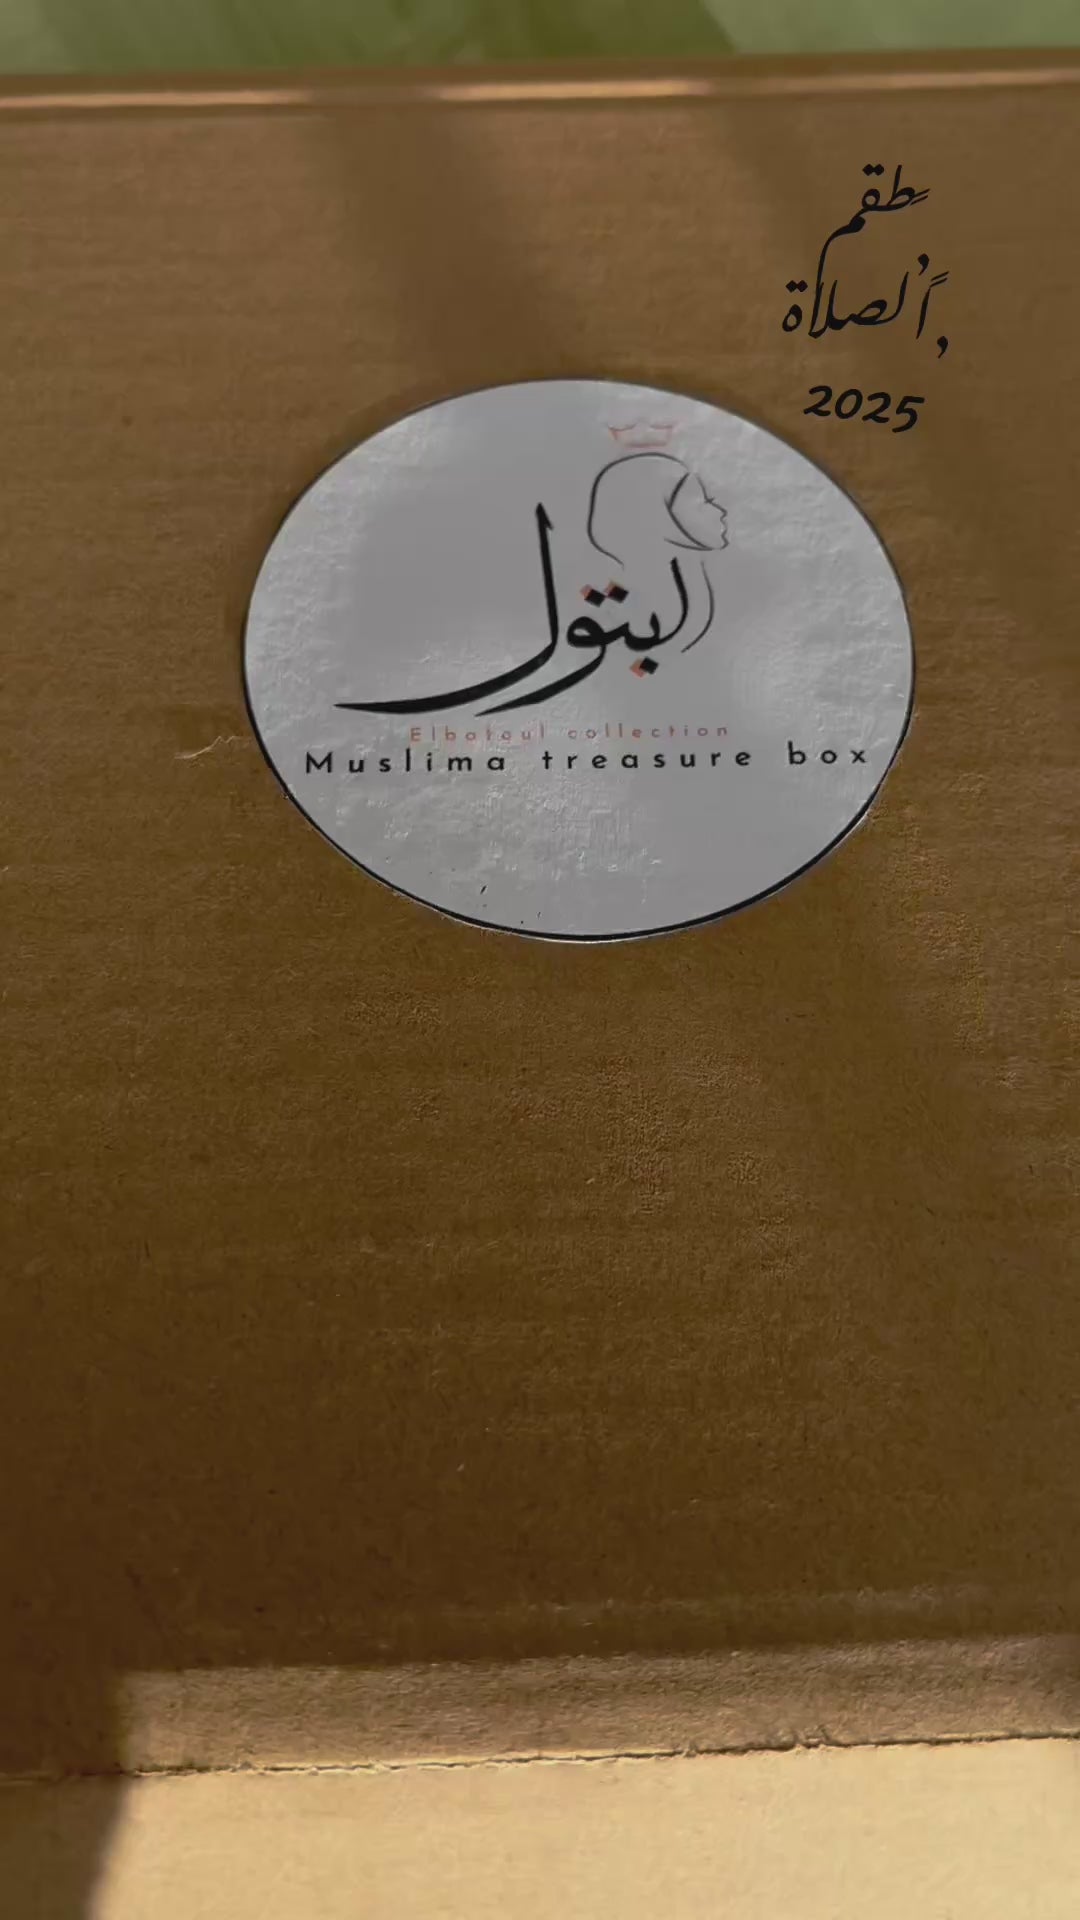 طقم
الصلاة
2025
البتول
Elbatoul collection
Muslima treasure box